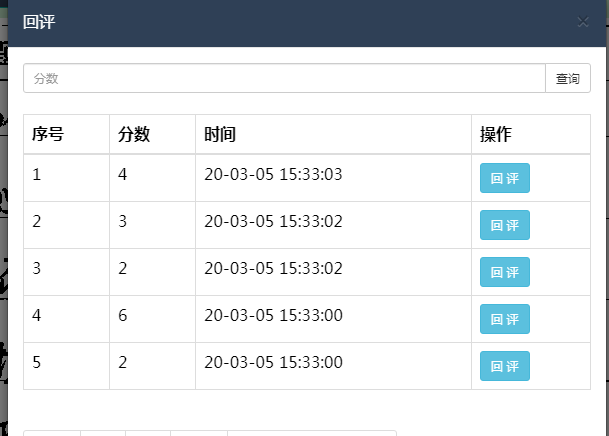 回评 ×
分数 查询
序号 分数 时间 操作
1 4 20-03-05 15:33:03 回 评
2 3 20-03-05 15:33:02 回 评
3 2 20-03-05 15:33:02 回 评
4 6 20-03-05 15:33:00 回 评
5 2 20-03-05 15:33:00 回 评